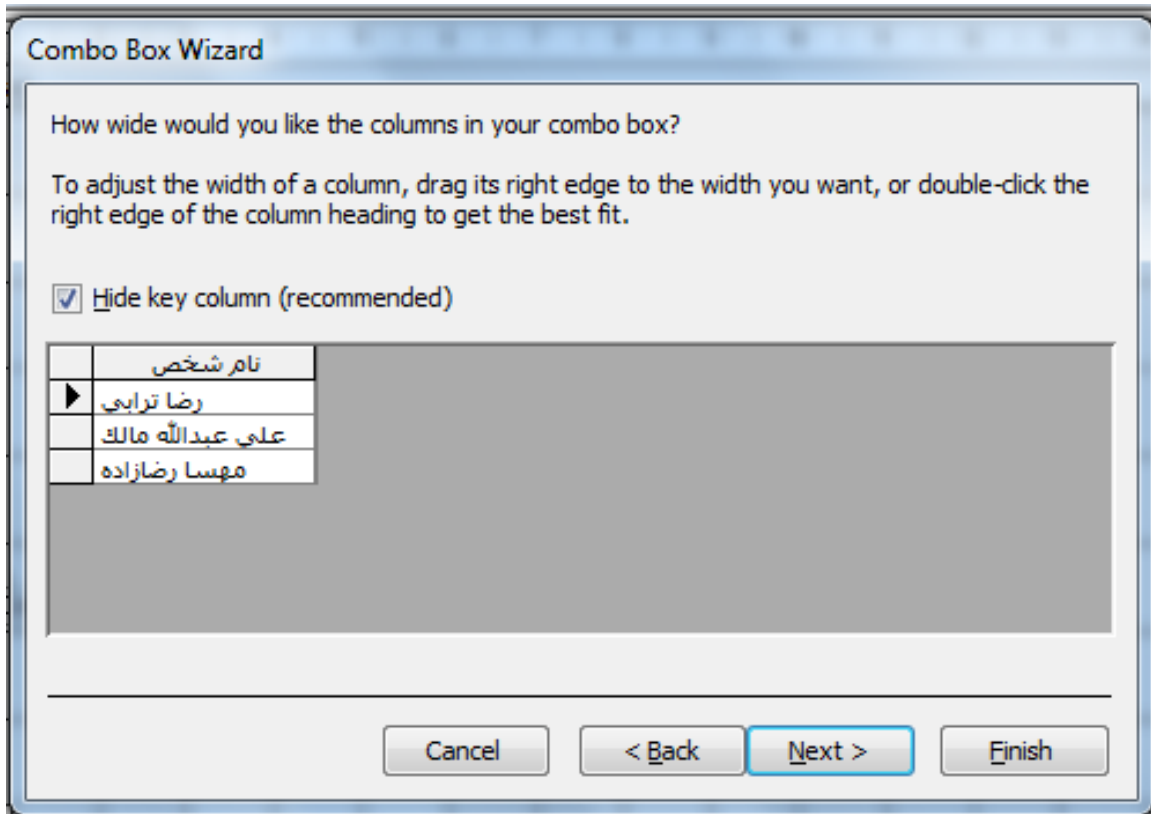 Combo Box Wizard
How wide would you like the columns in your combo box?
To adjust the width of a column, drag its right edge to the width you want, or double-click the
right edge of the column heading to get the best fit.
Hide key column (recommended)
نام شخص
رضا ترابي
علي عبدالله مالك
مهسا رضازاده
Cancel
< Back
Next >
Finish